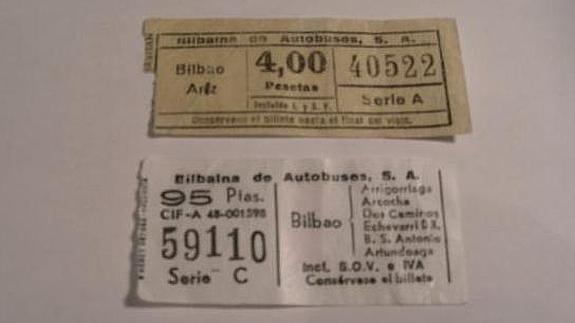 Bilbaina de Autobuses, S. A.
Bilbao
Ariz
4,00
Pesetas
Incluido I. y S. V.
40522
Serie A
Consérvese el billete hasta el final del viaje.
Bilbaina de Autobuses, S. A.
95 Ptas.
CIF-A 48-001598
59110
Serie C
Bilbao
Arrigorriaga
Arcocha
Dos Caminos
Echevarri
B. S. Antonio
Artundoaga
Incl. S.O.V. e IVA
Consérvese el billete